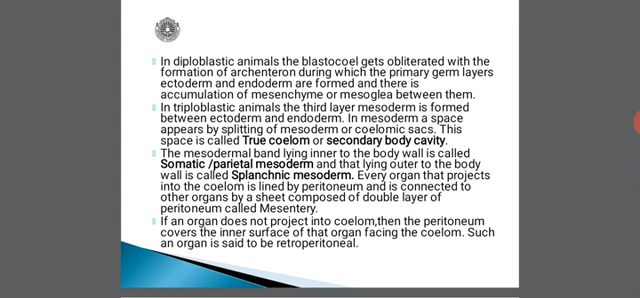 In diploblastic animals the blastocoel gets obliterated with the
formation of archenteron during which the primary germ layers
ectoderm and endoderm are formed and there is
accumulation of mesenchyme or mesoglea between them.
In triploblastic animals the third layer mesoderm is formed
between ectoderm and endoderm. In mesoderm a space
appears by splitting of mesoderm or coelomic sacs. This
space is called True coelom or secondary body cavity.
The mesodermal band lying inner to the body wall is called
Somatic /parietal mesoderm and that lying outer to the body
wall is called Splanchnic mesoderm. Every organ that projects
into the coelom is lined by peritoneum and is connected to
other organs by a sheet composed of double layer of
peritoneum called Mesentery.
If an organ does not project into coelom,then the peritoneum
covers the inner surface of that organ facing the coelom. Such
an organ is said to be retroperitoneal.